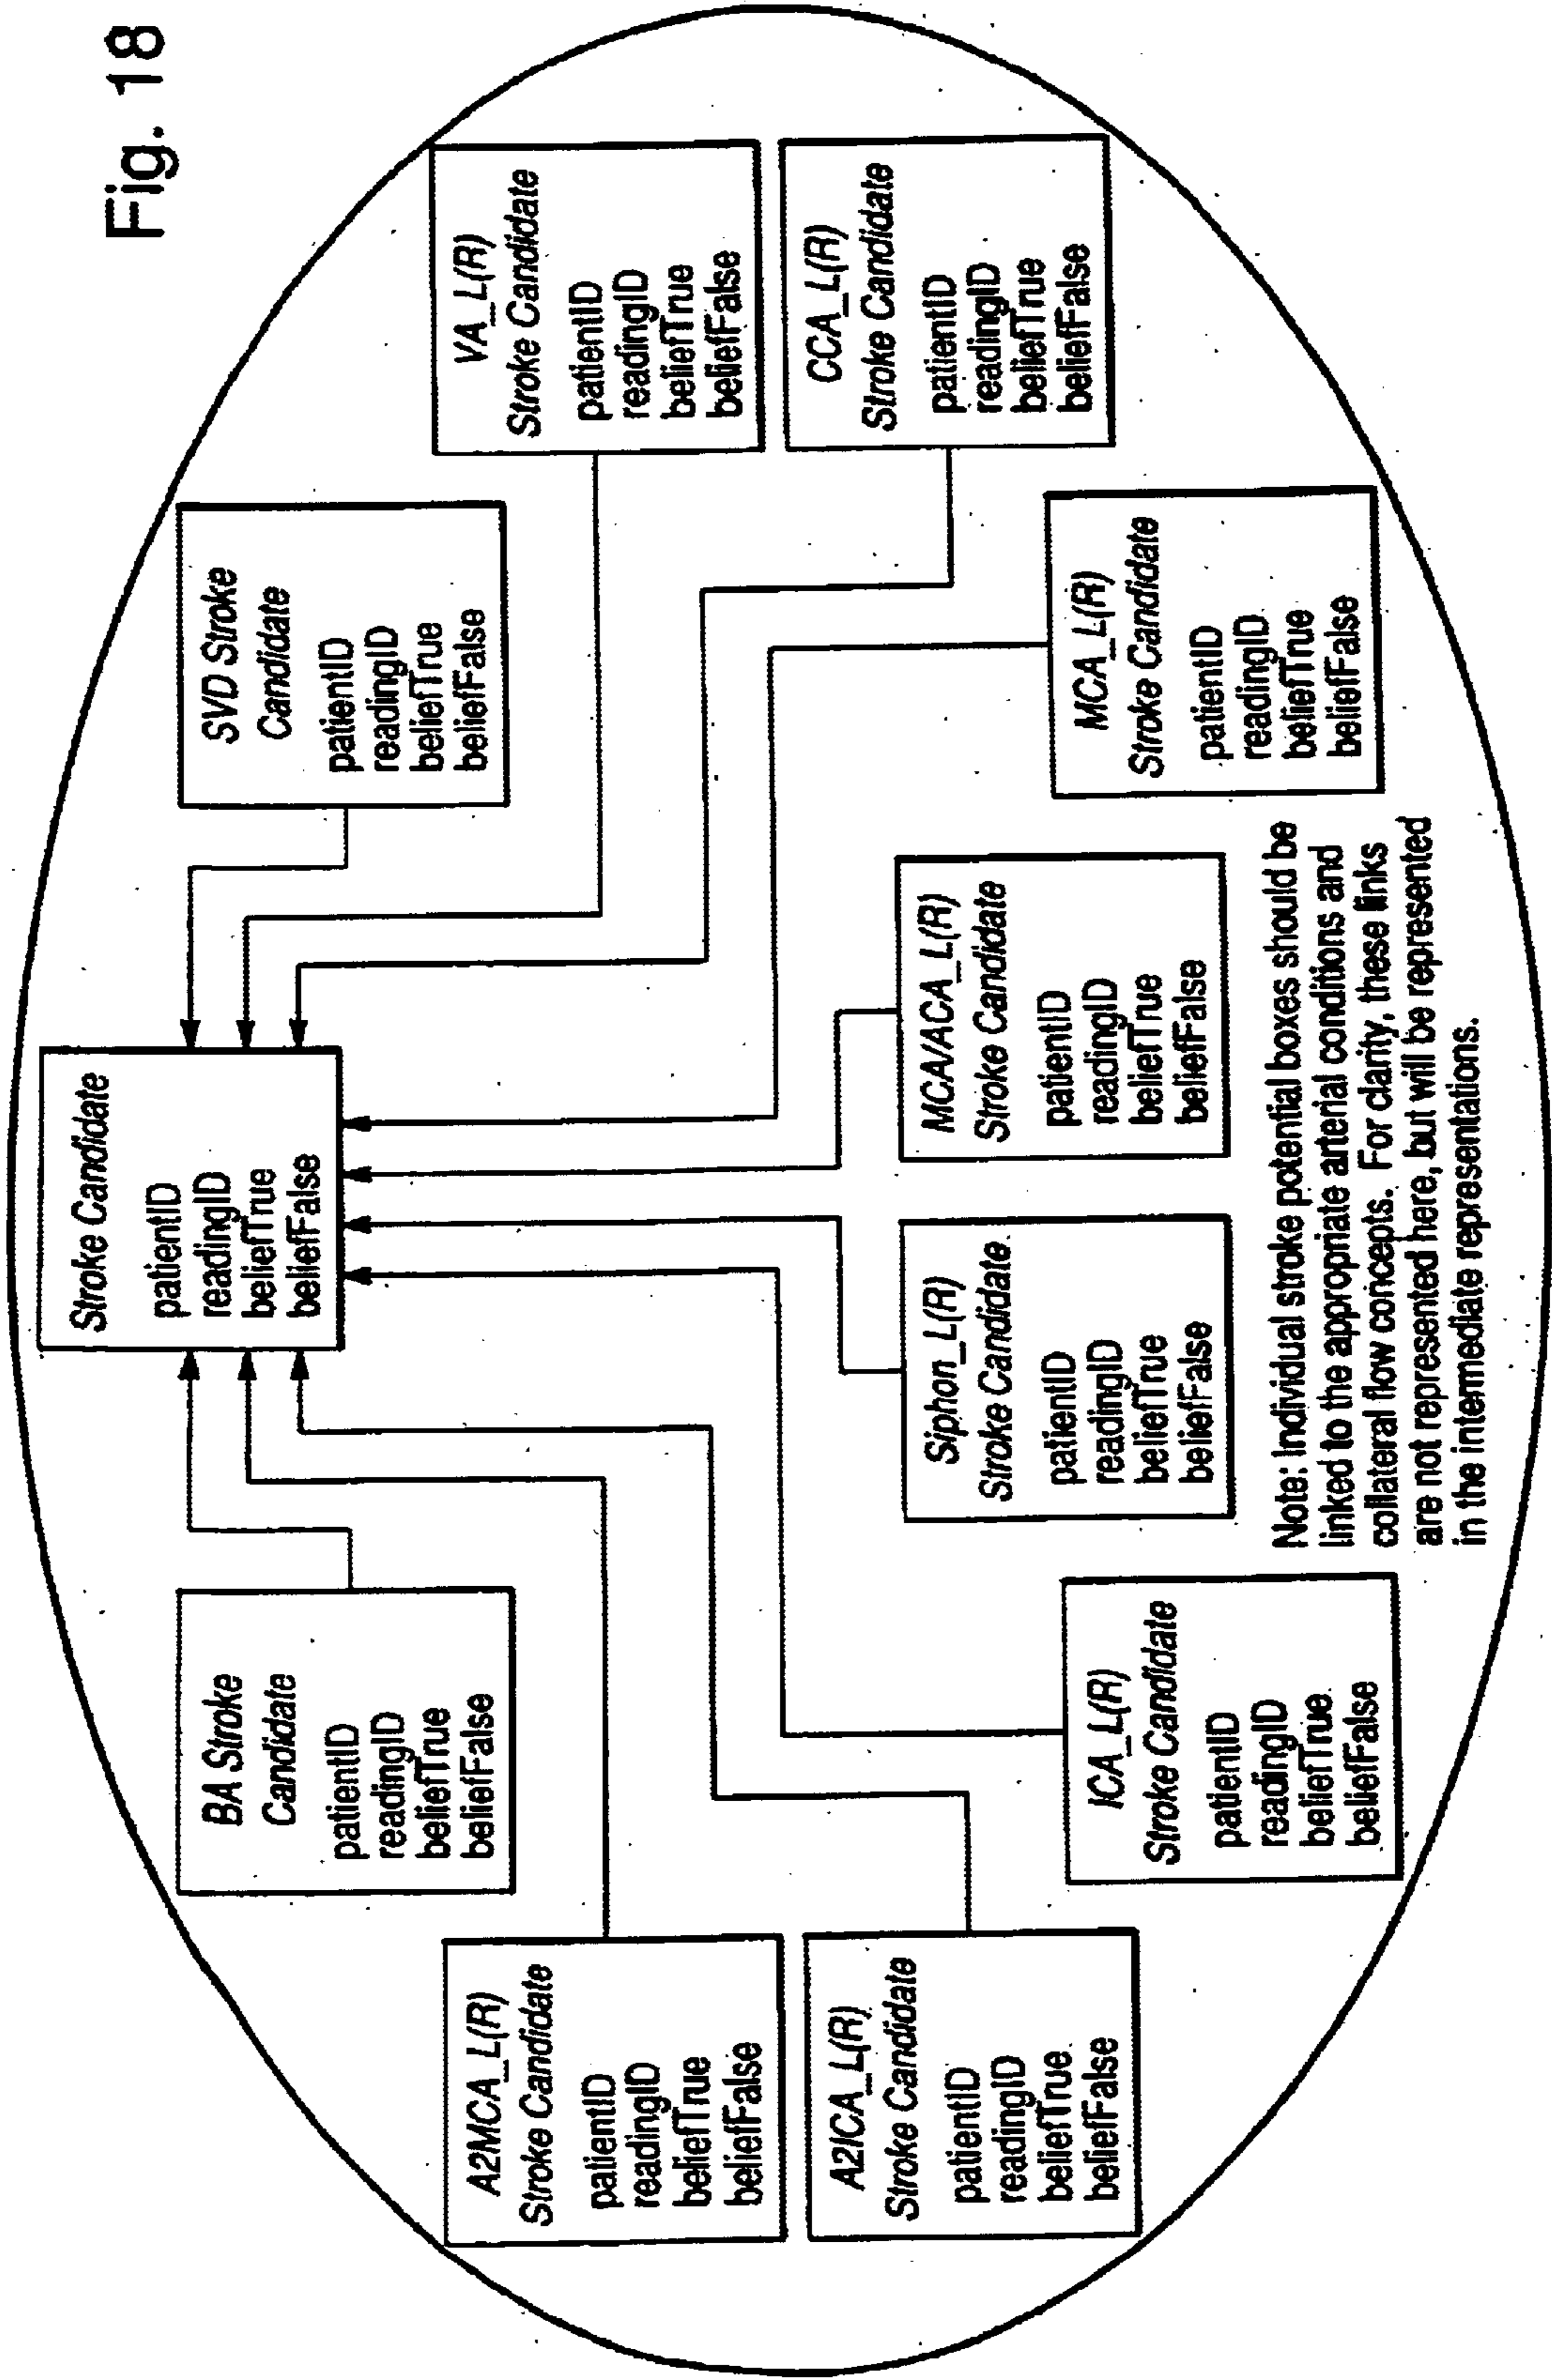 Fig. 18
Stroke Candidate
patientID
readingID
beliefTrue
beliefFalse
BA Stroke
Candidate
patientID
readingID
beliefTrue
beliefFalse
SVD Stroke
Candidate
patientID
readingID
beliefTrue
beliefFalse
A2MCA_L(R)
Stroke Candidate
patientID
readingID
beliefTrue
beliefFalse
VA_L(R)
Stroke Candidate
patientID
readingID
beliefTrue
beliefFalse
A2ICA_L(R)
Stroke Candidate
patientID
readingID
beliefTrue
beliefFalse
CCA_L(R)
Stroke Candidate
patientID
readingID
beliefTrue
beliefFalse
ICA_L(R)
Stroke Candidate
patientID
readingID
beliefTrue
beliefFalse
Siphon_L(R)
Stroke Candidate
patientID
readingID
beliefTrue
beliefFalse
MCA/ACA_L(R)
Stroke Candidate
patientID
readingID
beliefTrue
beliefFalse
MCA_L(R)
Stroke Candidate
patientID
readingID
beliefTrue
beliefFalse
Note: Individual stroke potential boxes should be
linked to the appropriate arterial conditions and
collateral flow concepts. For clarity, these links
are not represented here, but will be represented
in the intermediate representations.